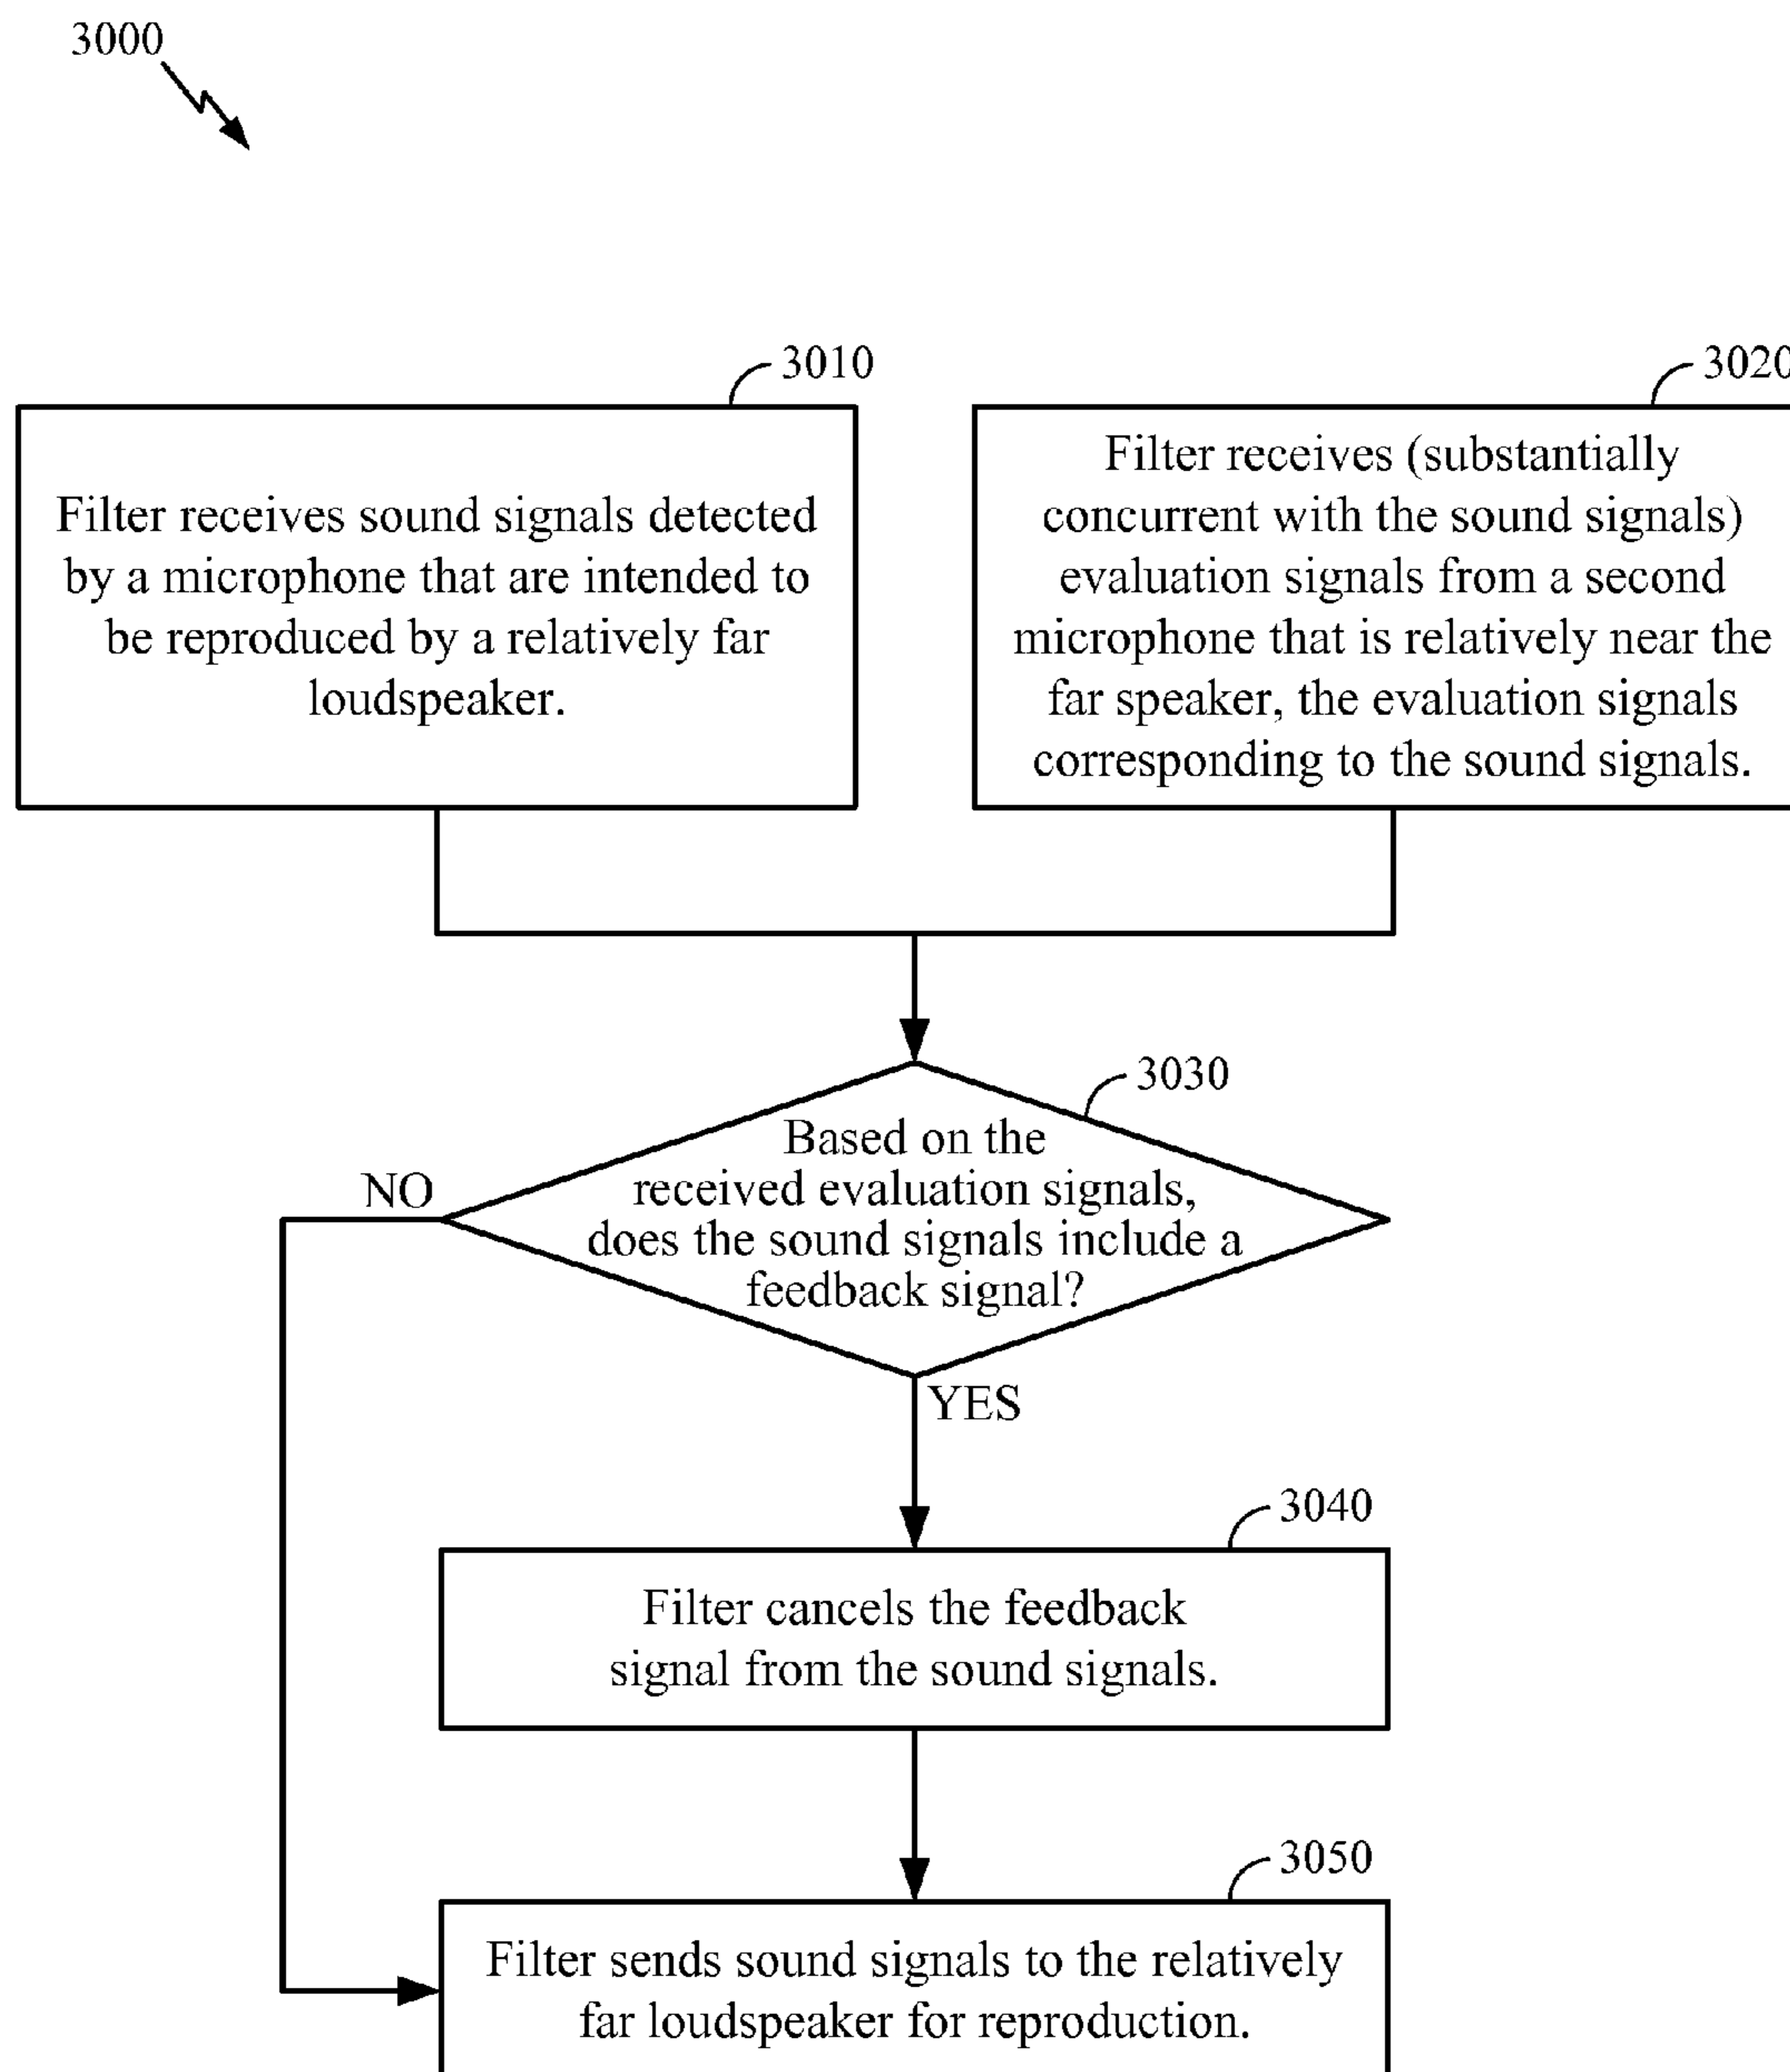 3000
3010
Filter receives sound signals detected
by a microphone that are intended to
be reproduced by a relatively far
loudspeaker.
3020
Filter receives (substantially
concurrent with the sound signals)
evaluation signals from a second
microphone that is relatively near the
far speaker, the evaluation signals
corresponding to the sound signals.
3030
Based on the
received evaluation signals,
does the sound signals include a
feedback signal?
NO
YES
3040
Filter cancels the feedback
signal from the sound signals.
3050
Filter sends sound signals to the relatively
far loudspeaker for reproduction.